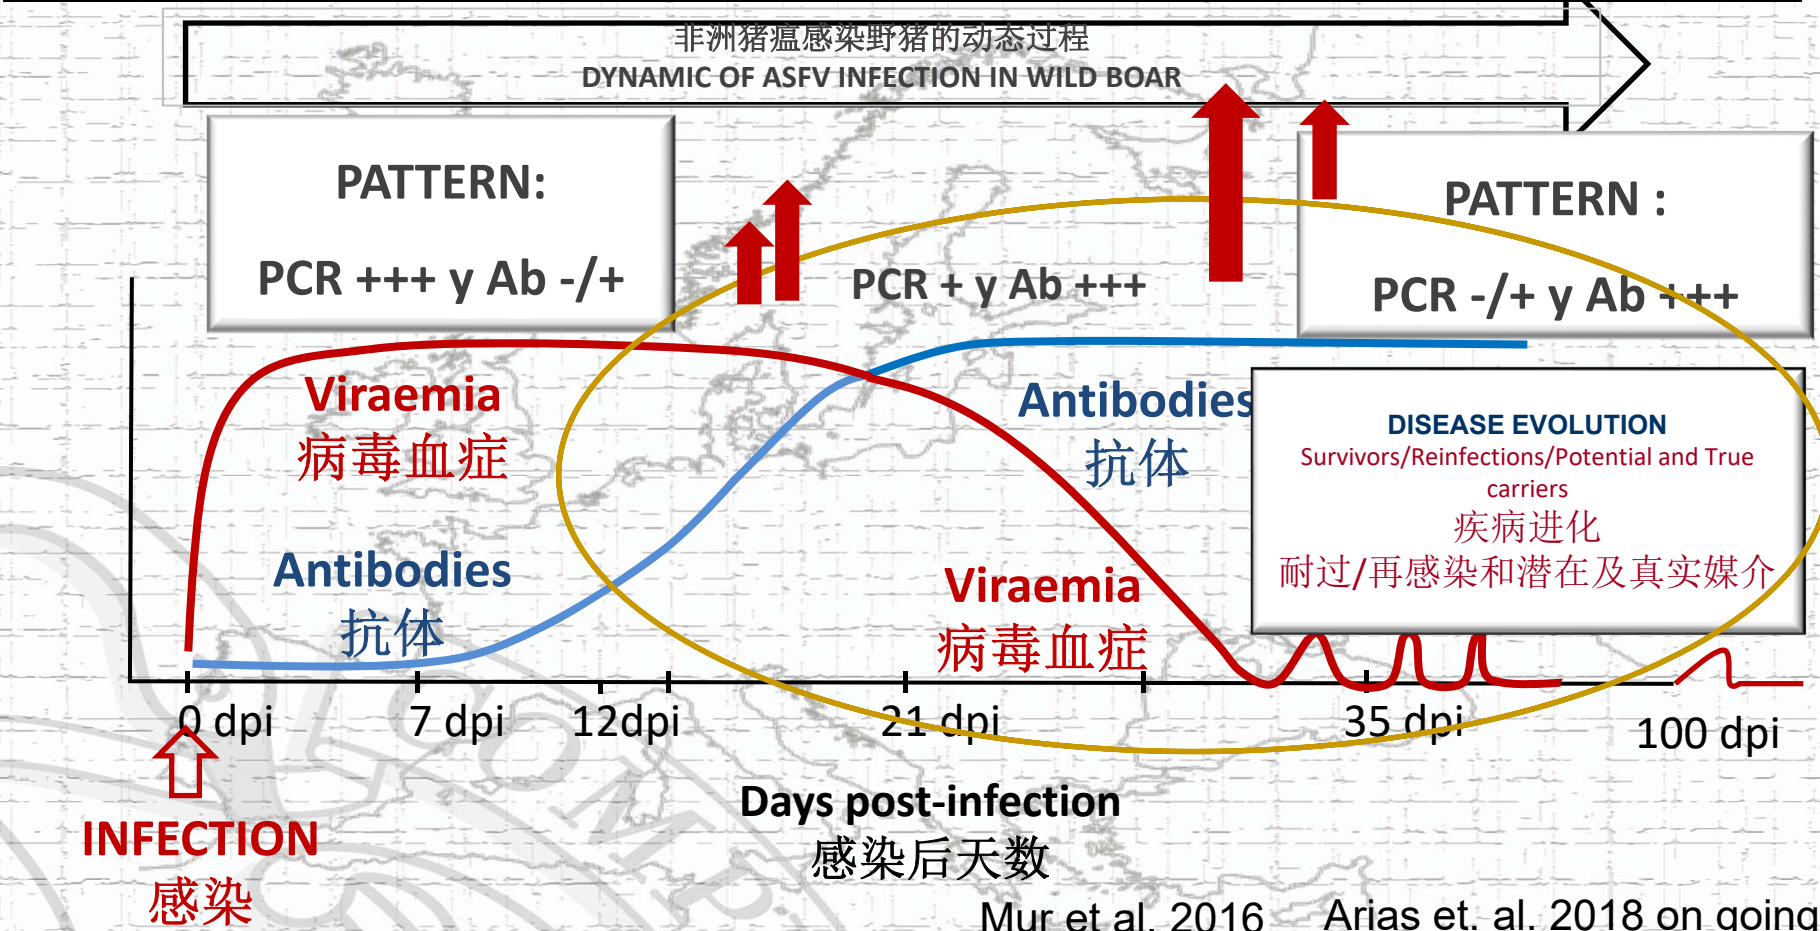 非洲猪瘟感染野猪的动态过程
DYNAMIC OF ASFV INFECTION IN WILD BOAR
PATTERN:
PCR +++ y Ab -/+
PCR + y Ab +++
PATTERN :
PCR -/+ y Ab +++
Viraemia
病毒血症
Antibodies
抗体
Antibodies
抗体
Viraemia
病毒血症
DISEASE EVOLUTION
Survivors/Reinfections/Potential and True
carriers
疾病进化
耐过/再感染和潜在及真实媒介
0 dpi
7 dpi
12dpi
21 dpi
35 dpi
100 dpi
INFECTION
感染
Days post-infection
感染后天数
Mur et al. 2016
Arias et. al. 2018 on going
COMP